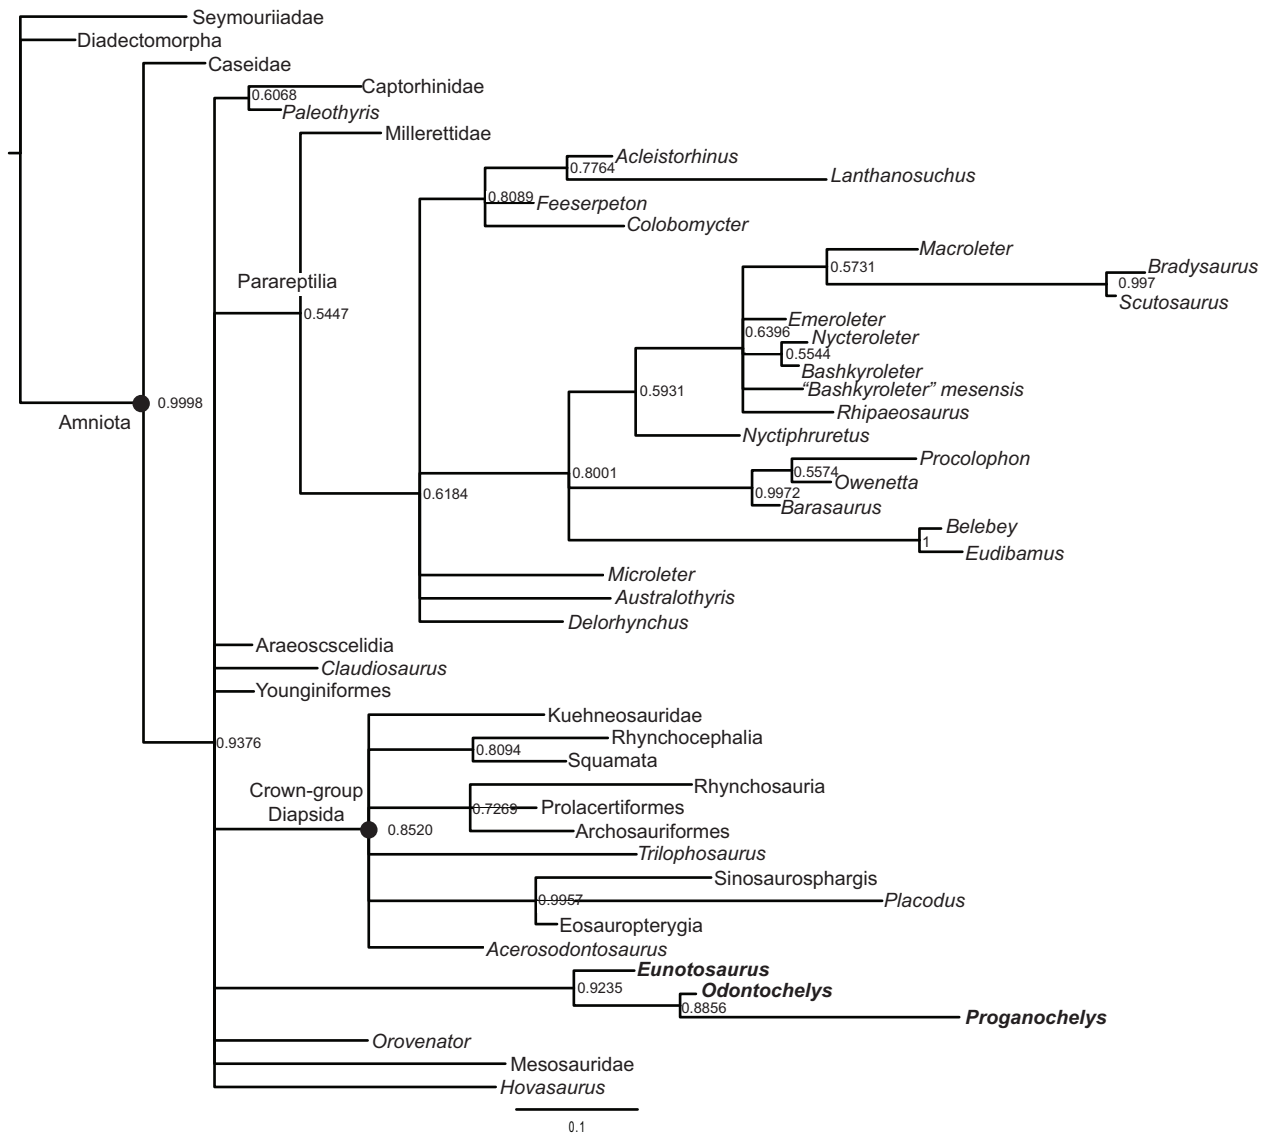 Seymouriiadae
Diadectomorpha
Caseidae
Captorhinidae
0.6068
Paleothyris
Millerettidae
Acleistorhinus
0.7764
Lanthanosuchus
0.8089
Feeserpeton
Colobomycter
Macroleter
0.5731
Bradysaurus
0.997
Scutosaurus
Parareptilia
0.5447
Emeroleter
0.6396
Nycteroleter
0.5544
Bashkyroleter
“Bashkyroleter” mesensis
0.5931
Rhipaeosaurus
Nyctiphruretus
Amniota
0.9998
Procolophon
0.5574
Owenetta
0.8001
0.9972
Barasaurus
0.6184
Belebey
1
Eudibamus
Microleter
Australothyris
Delorhynchus
Araeoscscelidia
Claudiosaurus
Younginiformes
Kuehneosauridae
0.9376
Rhynchocephalia
0.8094
Squamata
Rhynchosauria
Crown-group
Diapsida
0.7269
Prolacertiformes
0.8520
Archosauriformes
Trilophosaurus
Sinosaurosphargis
0.9957
Placodus
Eosauropterygia
Acerosodontosaurus
Eunotosaurus
0.9235
Odontochelys
0.8856
Proganochelys
Orovenator
Mesosauridae
Hovasaurus
0.1